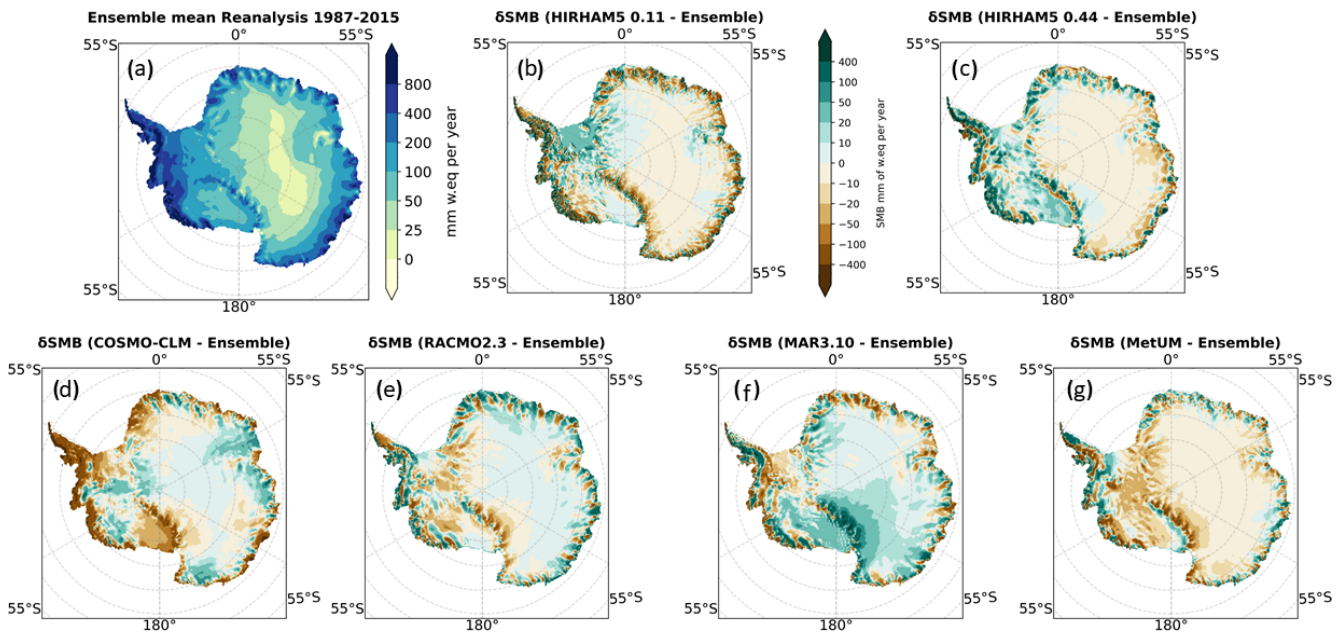 Ensemble mean Reanalysis 1987-2015
55°S 0° 55°S
(a)
800
400
200
100
50
25
0
mm w.eq per year
55°S
180°
δSMB (HIRHAM5 0.11 - Ensemble)
55°S 0° 55°S
(b)
400
100
50
20
10
0
−10
−20
−50
−100
−400
SMB mm of w.eq per year
55°S
55°S
180°
δSMB (HIRHAM5 0.44 - Ensemble)
55°S 0° 55°S
(c)
55°S
55°S
180°
δSMB (COSMO-CLM - Ensemble)
55°S 0°
55°S
(d)
55°S
55°S
180°
δSMB (RACMO2.3 - Ensemble)
0°
55°S
(e)
55°S
180°
δSMB (MAR3.10 - Ensemble)
55°S 0°
55°S
(f)
55°S
55°S
180°
δSMB (MetUM - Ensemble)
0°
55°S
(g)
55°S
180°